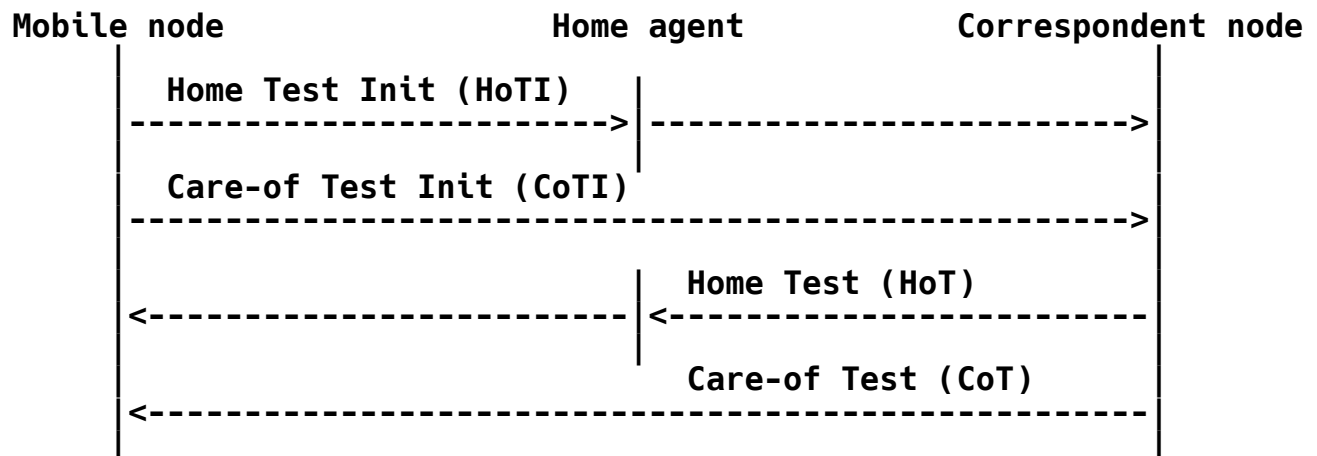 Mobile node Home agent Correspondent node
Home Test Init (HoTI)
Care-of Test Init (CoTI)
Home Test (HoT)
Care-of Test (CoT)